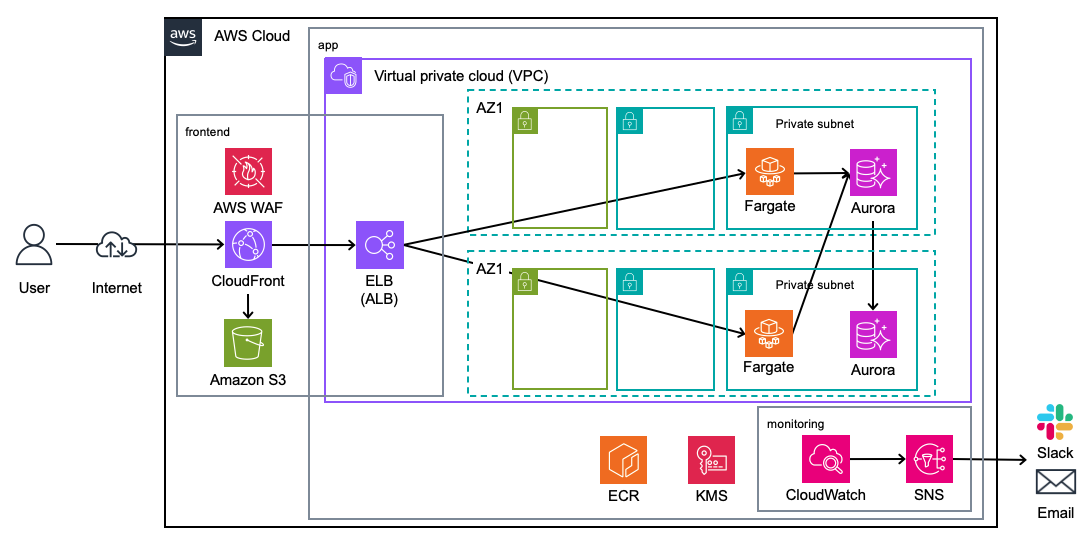 aws
AWS Cloud
app
Virtual private cloud (VPC)
AZ1
Private subnet
frontend
AWS WAF
Fargate
Aurora
CloudFront
ELB
(ALB)
User
Internet
AZ1
Private subnet
Amazon S3
Fargate
Aurora
monitoring
ECR
KMS
CloudWatch
SNS
Slack
Email